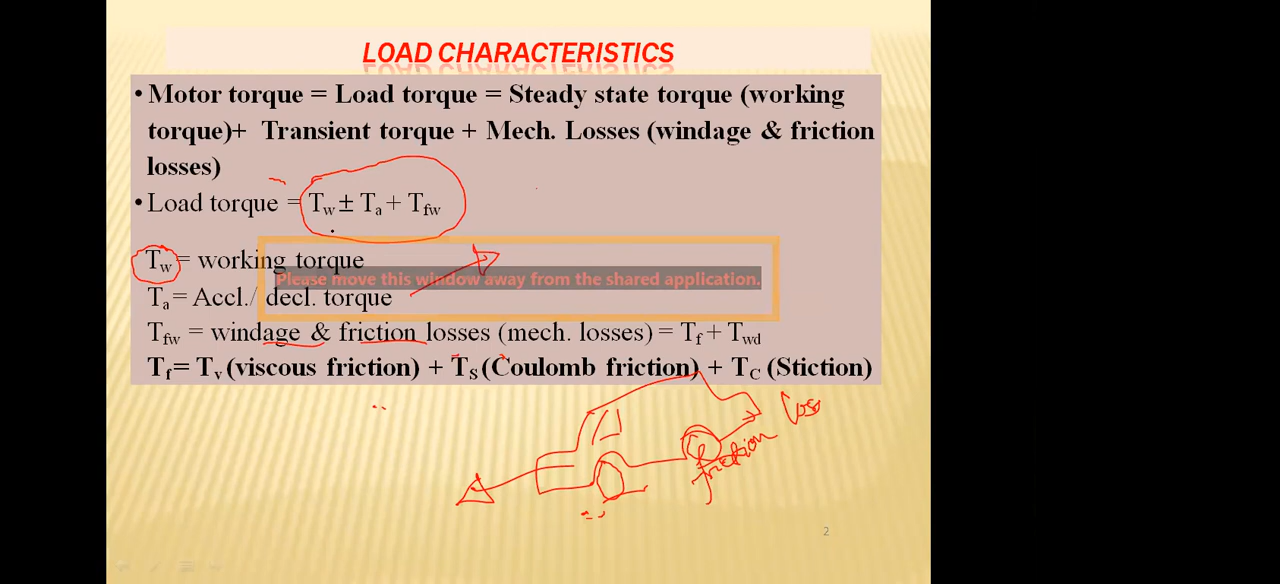 LOAD CHARACTERISTICS
• Motor torque = Load torque = Steady state torque (working
torque)+ Transient torque + Mech. Losses (windage & friction
losses)
• Load torque = Tw ± Ta + Tfw
Tw = working torque
Please move this window away from the shared application.
Ta = Accl./ decl. torque
Tfw = windage & friction losses (mech. losses) = Tf + Twd
Tf = Tv (viscous friction) + TS (Coulomb friction) + TC (Stiction)
friction
2